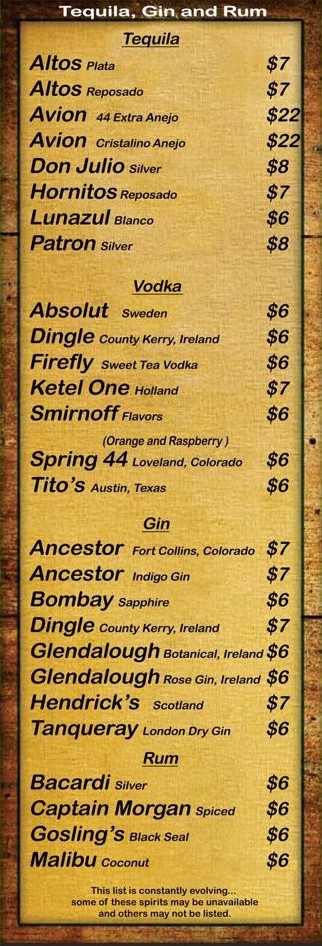 Tequila, Gin and Rum
Tequila
Altos Plata $7
Altos Reposado $7
Avion 44 Extra Anejo $22
Avion Cristalino Anejo $22
Don Julio Silver $8
Hornitos Reposado $7
Lunazul Blanco $6
Patron Silver $8
Vodka
Absolut Sweden $6
Dingle County Kerry, Ireland $6
Firefly Sweet Tea Vodka $6
Ketel One Holland $7
Smirnoff Flavors $6
(Orange and Raspberry )
Spring 44 Loveland, Colorado $6
Tito's Austin, Texas $6
Gin
Ancestor Fort Collins, Colorado $7
Ancestor Indigo Gin $7
Bombay Sapphire $6
Dingle County Kerry, Ireland $7
Glendalough Botanical, Ireland $6
Glendalough Rose Gin, Ireland $6
Hendrick's Scotland $7
Tanqueray London Dry Gin $6
Rum
Bacardi Silver $6
Captain Morgan Spiced $6
Gosling's Black Seal $6
Malibu Coconut $6
This list is constantly evolving...
some of these spirits may be unavailable
and others may not be listed.